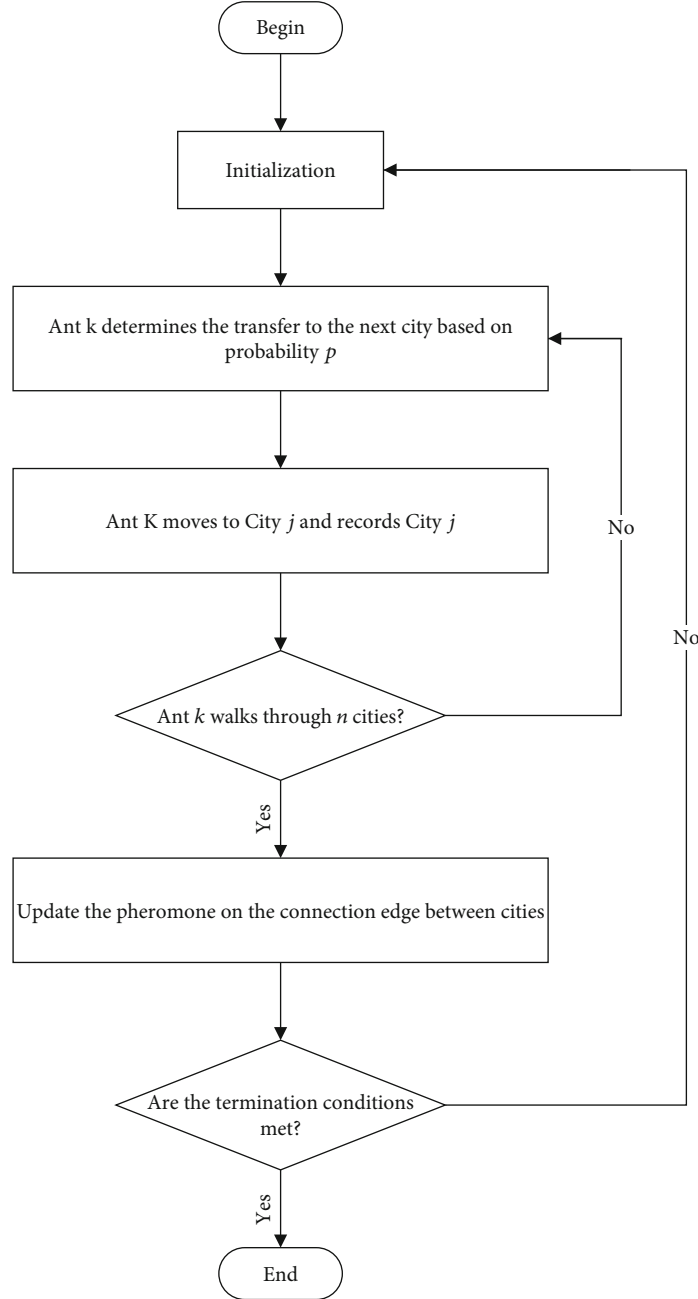 Begin
Initialization
Ant k determines the transfer to the next city based on
probability p
Ant K moves to City j and records City j
No
No
Ant k walks through n cities?
Yes
Update the pheromone on the connection edge between cities
Are the termination conditions
met?
Yes
End